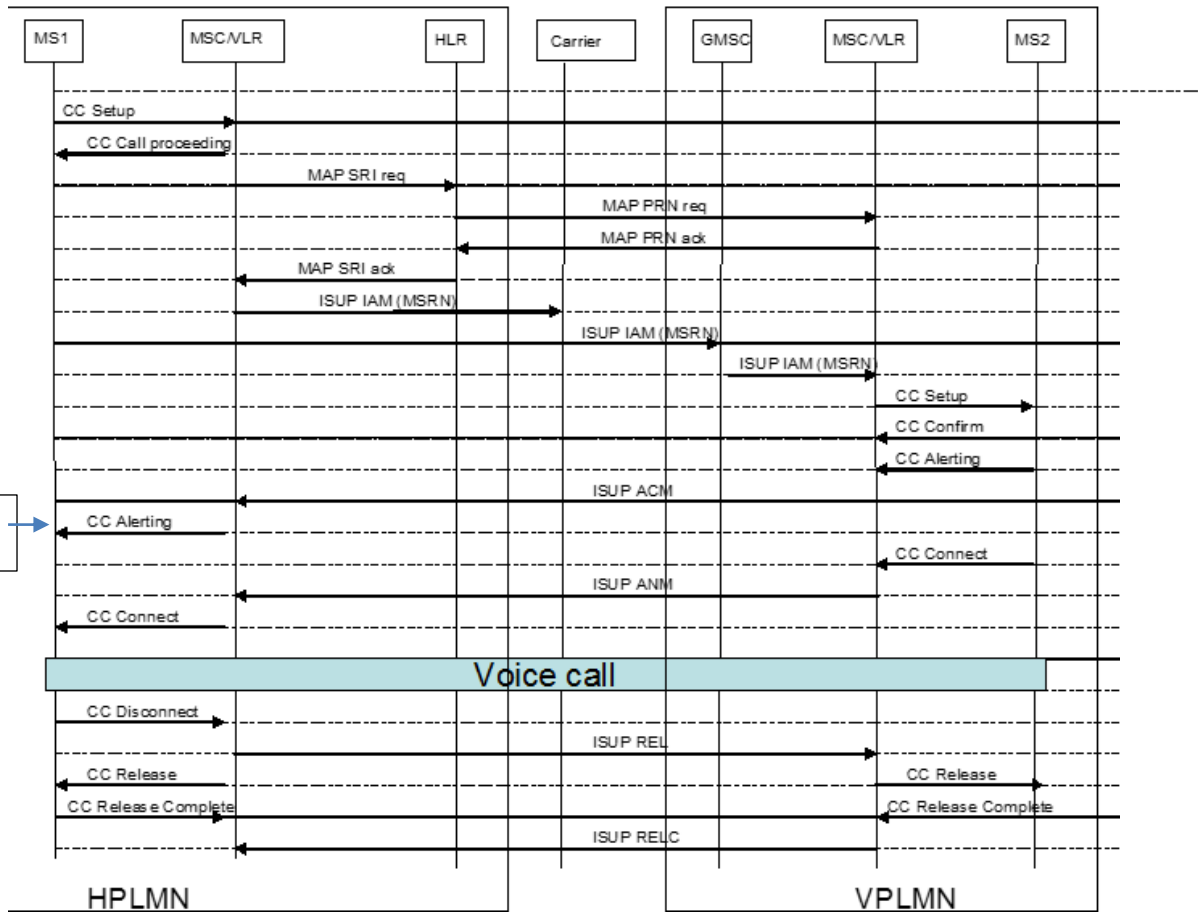 MS1
MSC/VLR
HLR
Carrier
GMSC
MSC/VLR
MS2
CC Setup
CC Call proceeding
MAP SRI req
MAP PRN req
MAP PRN ack
MAP SRI ack
ISUP IAM (MSRN)
ISUP IAM (MSRN)
ISUP IAM (MSRN)
CC Setup
CC Confirm
CC Alerting
ISUP ACM
CC Alerting
CC Connect
ISUP ANM
CC Connect
Voice call
CC Disconnect
ISUP REL
CC Release
CC Release
CC Release Complete
CC Release Complete
ISUP RELC
HPLMN
VPLMN